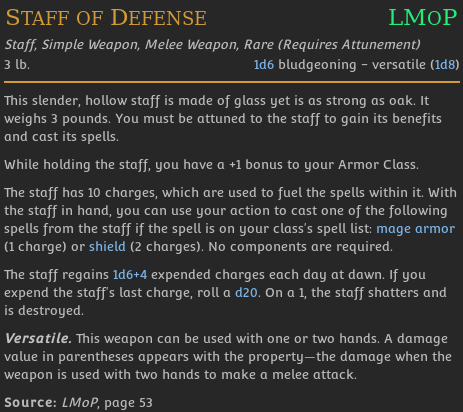 STAFF OF DEFENSE LMoP
Staff, Simple Weapon, Melee Weapon, Rare (Requires Attunement)
3 lb. 1d6 bludgeoning – versatile (1d8)
This slender, hollow staff is made of glass yet is as strong as oak. It
weighs 3 pounds. You must be attuned to the staff to gain its benefits
and cast its spells.
While holding the staff, you have a +1 bonus to your Armor Class.
The staff has 10 charges, which are used to fuel the spells within it. With
the staff in hand, you can use your action to cast one of the following
spells from the staff if the spell is on your class's spell list: mage armor
(1 charge) or shield (2 charges). No components are required.
The staff regains 1d6+4 expended charges each day at dawn. If you
expend the staff's last charge, roll a d20. On a 1, the staff shatters and
is destroyed.
Versatile. This weapon can be used with one or two hands. A damage
value in parentheses appears with the property—the damage when the
weapon is used with two hands to make a melee attack.
Source: LMoP, page 53